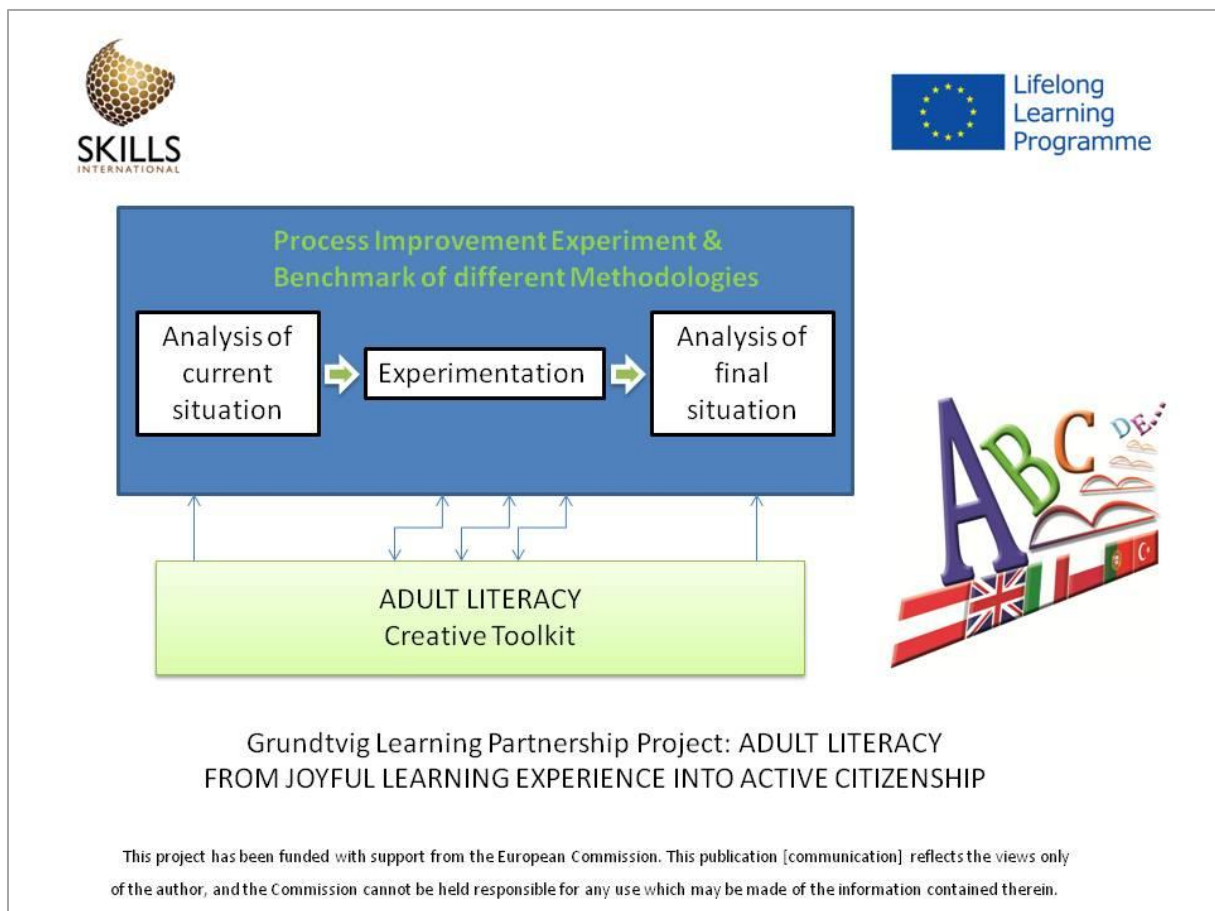 SKILLS
INTERNATIONAL
Lifelong
Learning
Programme
Process Improvement Experiment &
Benchmark of different Methodologies
Analysis of
current
situation
Experimentation
Analysis of
final
situation
A B C D E...
ADULT LITERACY
Creative Toolkit
Grundtvig Learning Partnership Project: ADULT LITERACY
FROM JOYFUL LEARNING EXPERIENCE INTO ACTIVE CITIZENSHIP
This project has been funded with support from the European Commission. This publication [communication] reflects the views only
of the author, and the Commission cannot be held responsible for any use which may be made of the information contained therein.